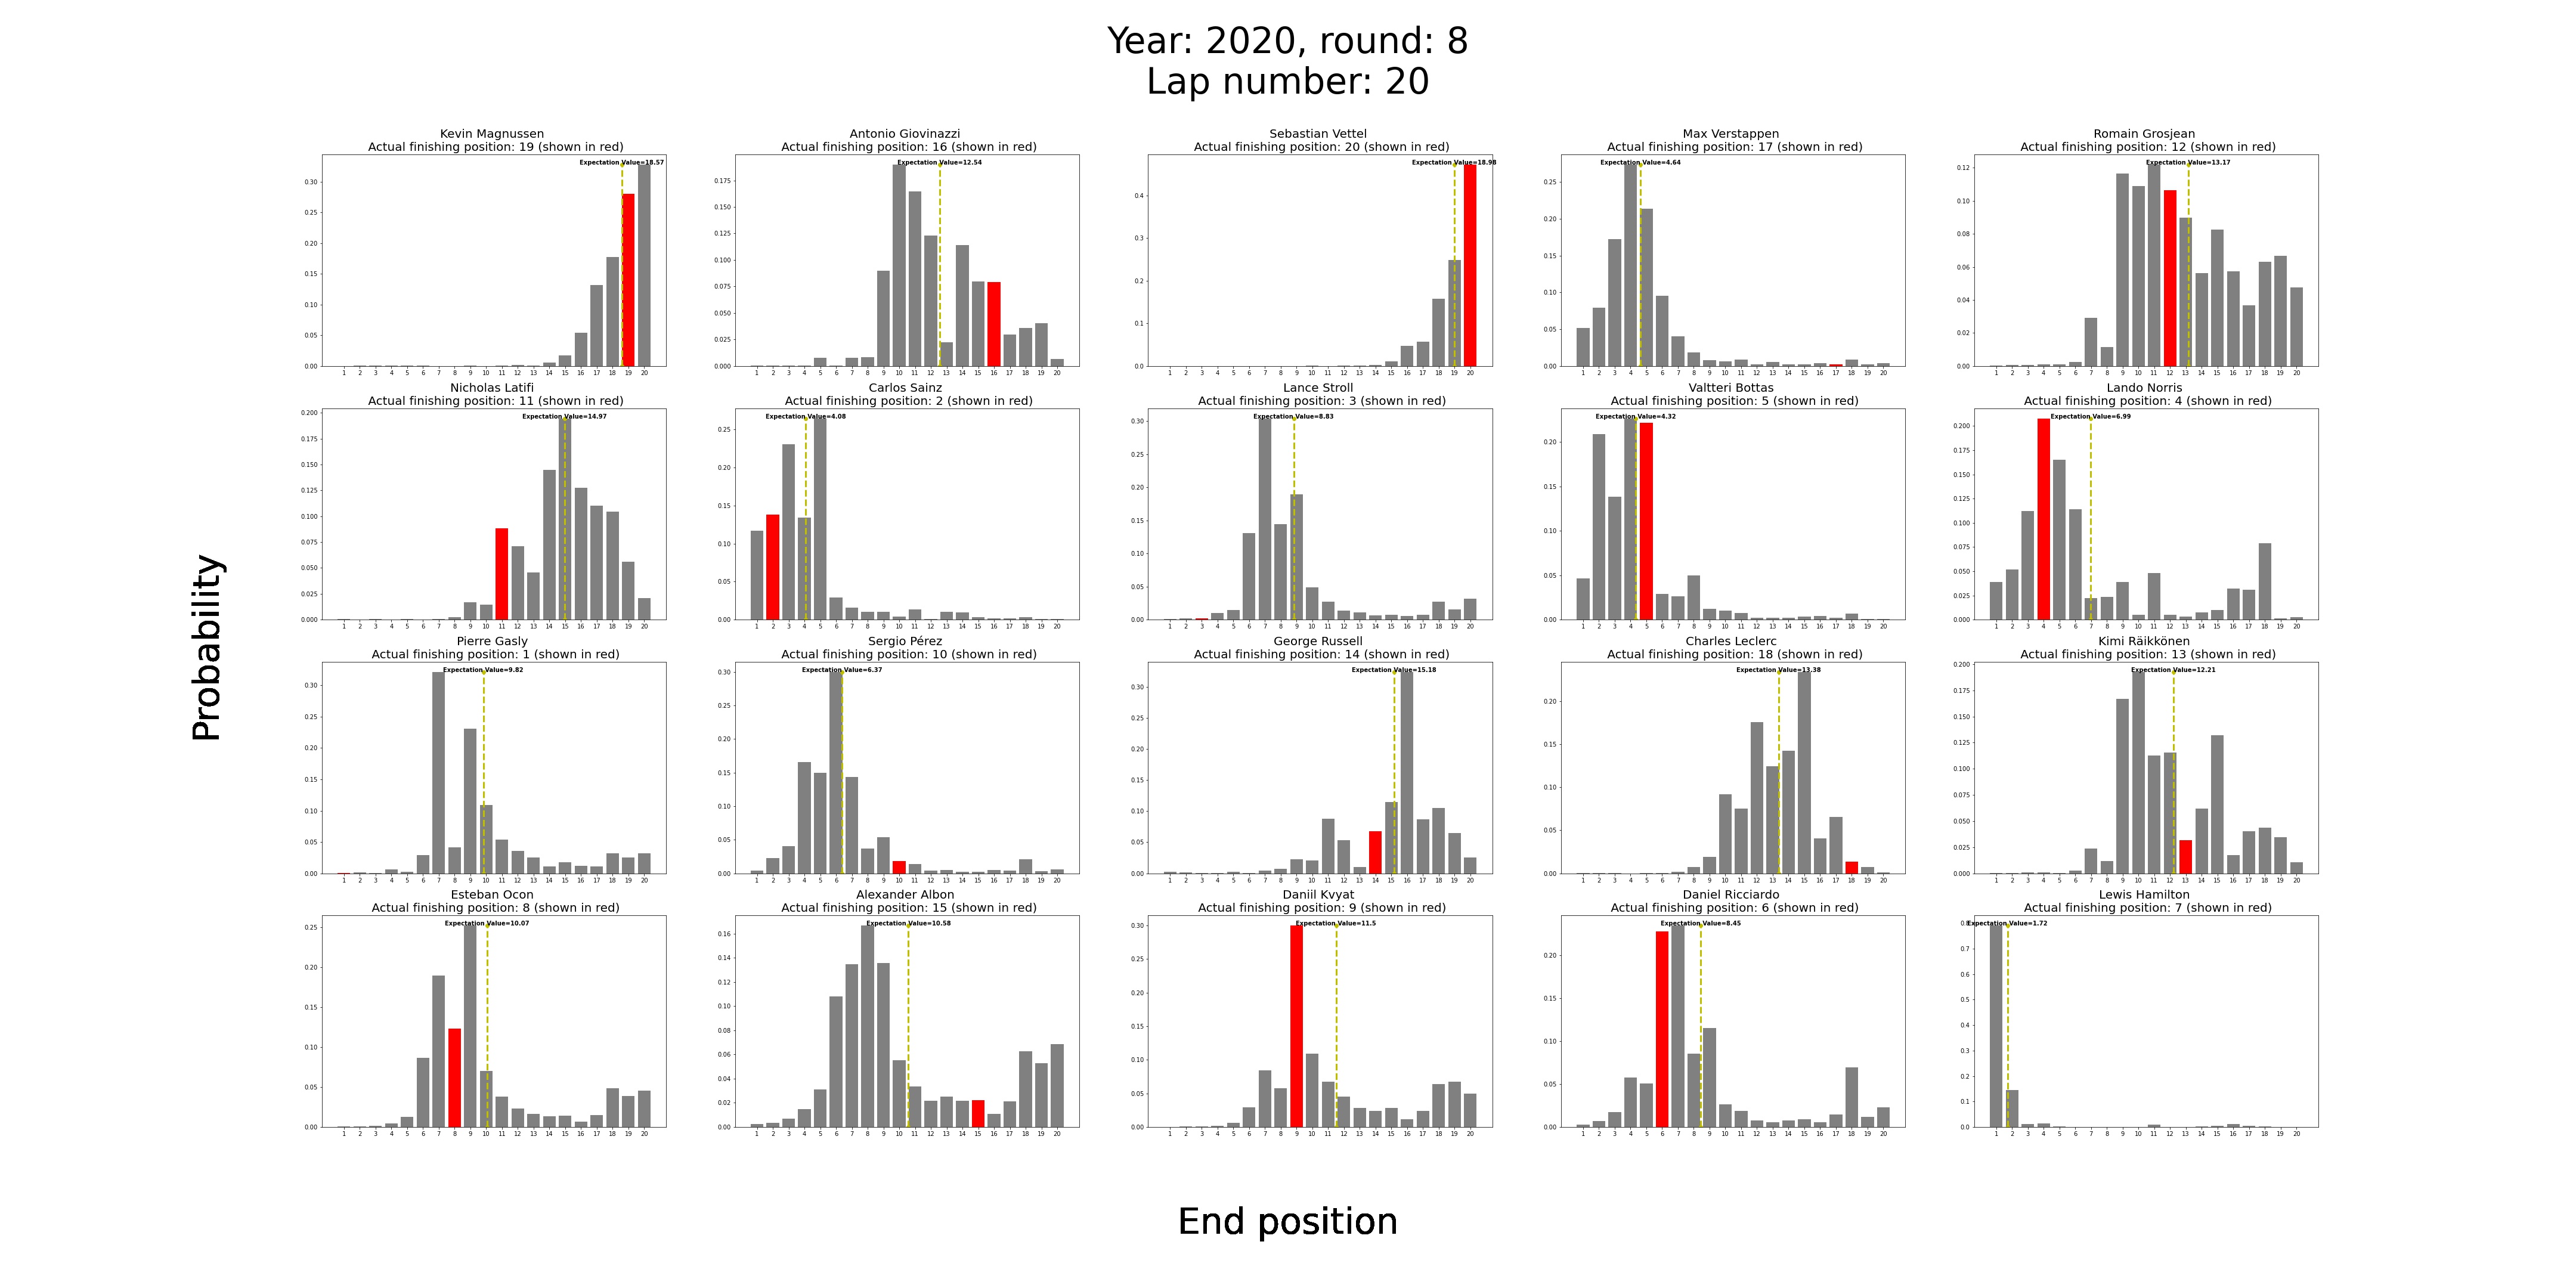 Year: 2020, round: 8
Lap number: 20
Kevin Magnussen
Actual finishing position: 19 (shown in red)
Expectation Value=18.57
Antonio Giovinazzi
Actual finishing position: 16 (shown in red)
Expectation Value=12.54
Sebastian Vettel
Actual finishing position: 20 (shown in red)
Expectation Value=18.98
Max Verstappen
Actual finishing position: 17 (shown in red)
Expectation Value=4.64
Romain Grosjean
Actual finishing position: 12 (shown in red)
Expectation Value=13.17
Nicholas Latifi
Actual finishing position: 11 (shown in red)
Expectation Value=14.97
Carlos Sainz
Actual finishing position: 2 (shown in red)
Expectation Value=4.08
Lance Stroll
Actual finishing position: 3 (shown in red)
Expectation Value=8.83
Valtteri Bottas
Actual finishing position: 5 (shown in red)
Expectation Value=4.32
Lando Norris
Actual finishing position: 4 (shown in red)
Expectation Value=6.99
Pierre Gasly
Actual finishing position: 1 (shown in red)
Expectation Value=9.82
Sergio Pérez
Actual finishing position: 10 (shown in red)
Expectation Value=6.37
George Russell
Actual finishing position: 14 (shown in red)
Expectation Value=15.18
Charles Leclerc
Actual finishing position: 18 (shown in red)
Expectation Value=13.38
Kimi Räikkönen
Actual finishing position: 13 (shown in red)
Expectation Value=12.21
Esteban Ocon
Actual finishing position: 8 (shown in red)
Expectation Value=10.07
Alexander Albon
Actual finishing position: 15 (shown in red)
Expectation Value=10.58
Daniil Kvyat
Actual finishing position: 9 (shown in red)
Expectation Value=11.5
Daniel Ricciardo
Actual finishing position: 6 (shown in red)
Expectation Value=8.45
Lewis Hamilton
Actual finishing position: 7 (shown in red)
Expectation Value=1.72
Probability
End position